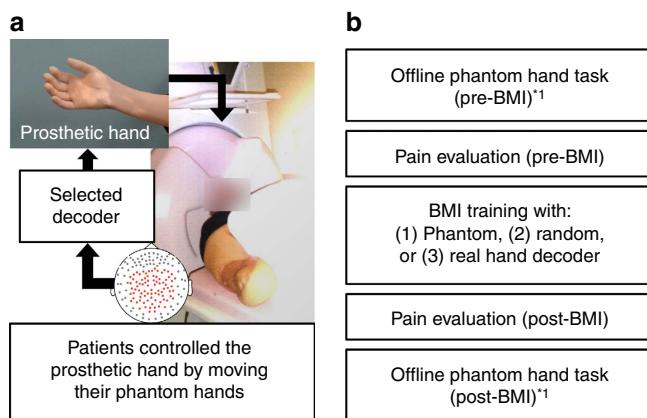 a
Prosthetic hand
Selected
decoder
Patients controlled the
prosthetic hand by moving
their phantom hands
b
Offline phantom hand task
(pre-BMI)*1
Pain evaluation (pre-BMI)
BMI training with:
(1) Phantom, (2) random,
or (3) real hand decoder
Pain evaluation (post-BMI)
Offline phantom hand task
(post-BMI)*1